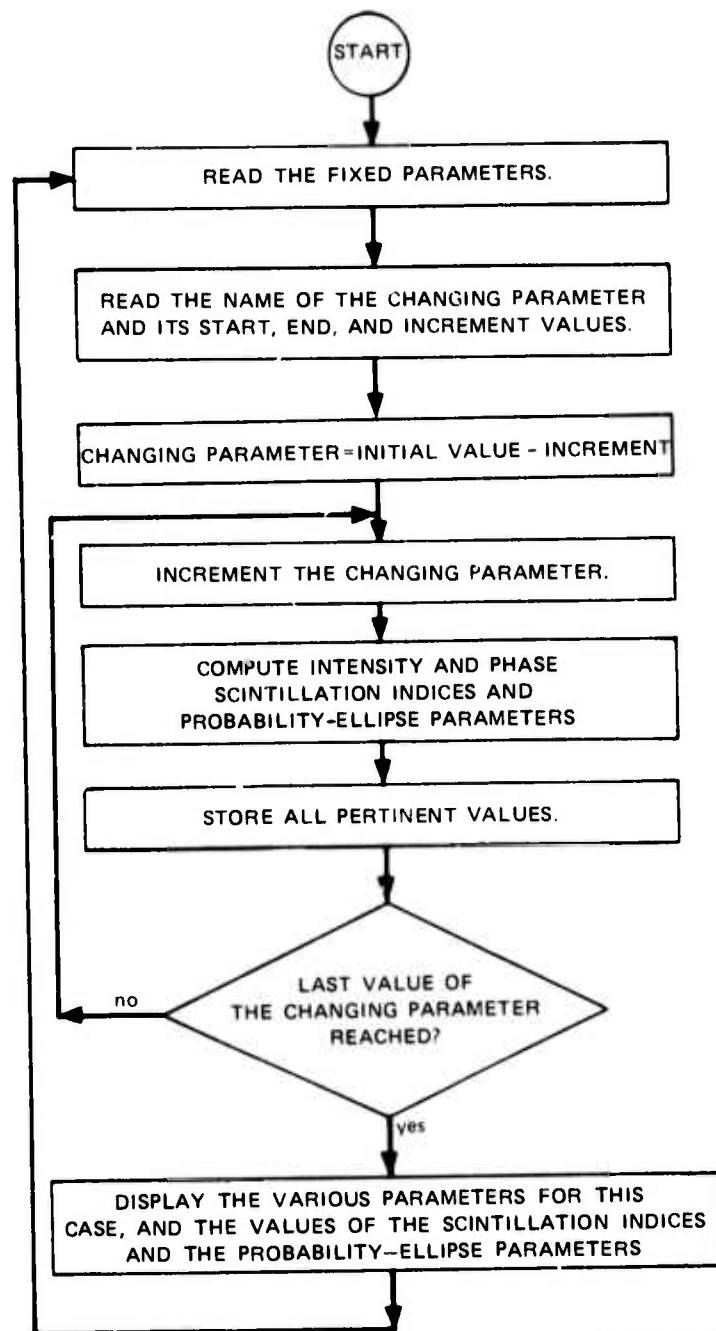 START
READ THE FIXED PARAMETERS.
READ THE NAME OF THE CHANGING PARAMETER
AND ITS START, END, AND INCREMENT VALUES.
CHANGING PARAMETER=INITIAL VALUE - INCREMENT
INCREMENT THE CHANGING PARAMETER.
COMPUTE INTENSITY AND PHASE
SCINTILLATION INDICES AND
PROBABILITY-ELLIPSE PARAMETERS
STORE ALL PERTINENT VALUES.
LAST VALUE OF
THE CHANGING PARAMETER
REACHED?
no
yes
DISPLAY THE VARIOUS PARAMETERS FOR THIS
CASE, AND THE VALUES OF THE SCINTILLATION INDICES
AND THE PROBABILITY-ELLIPSE PARAMETERS